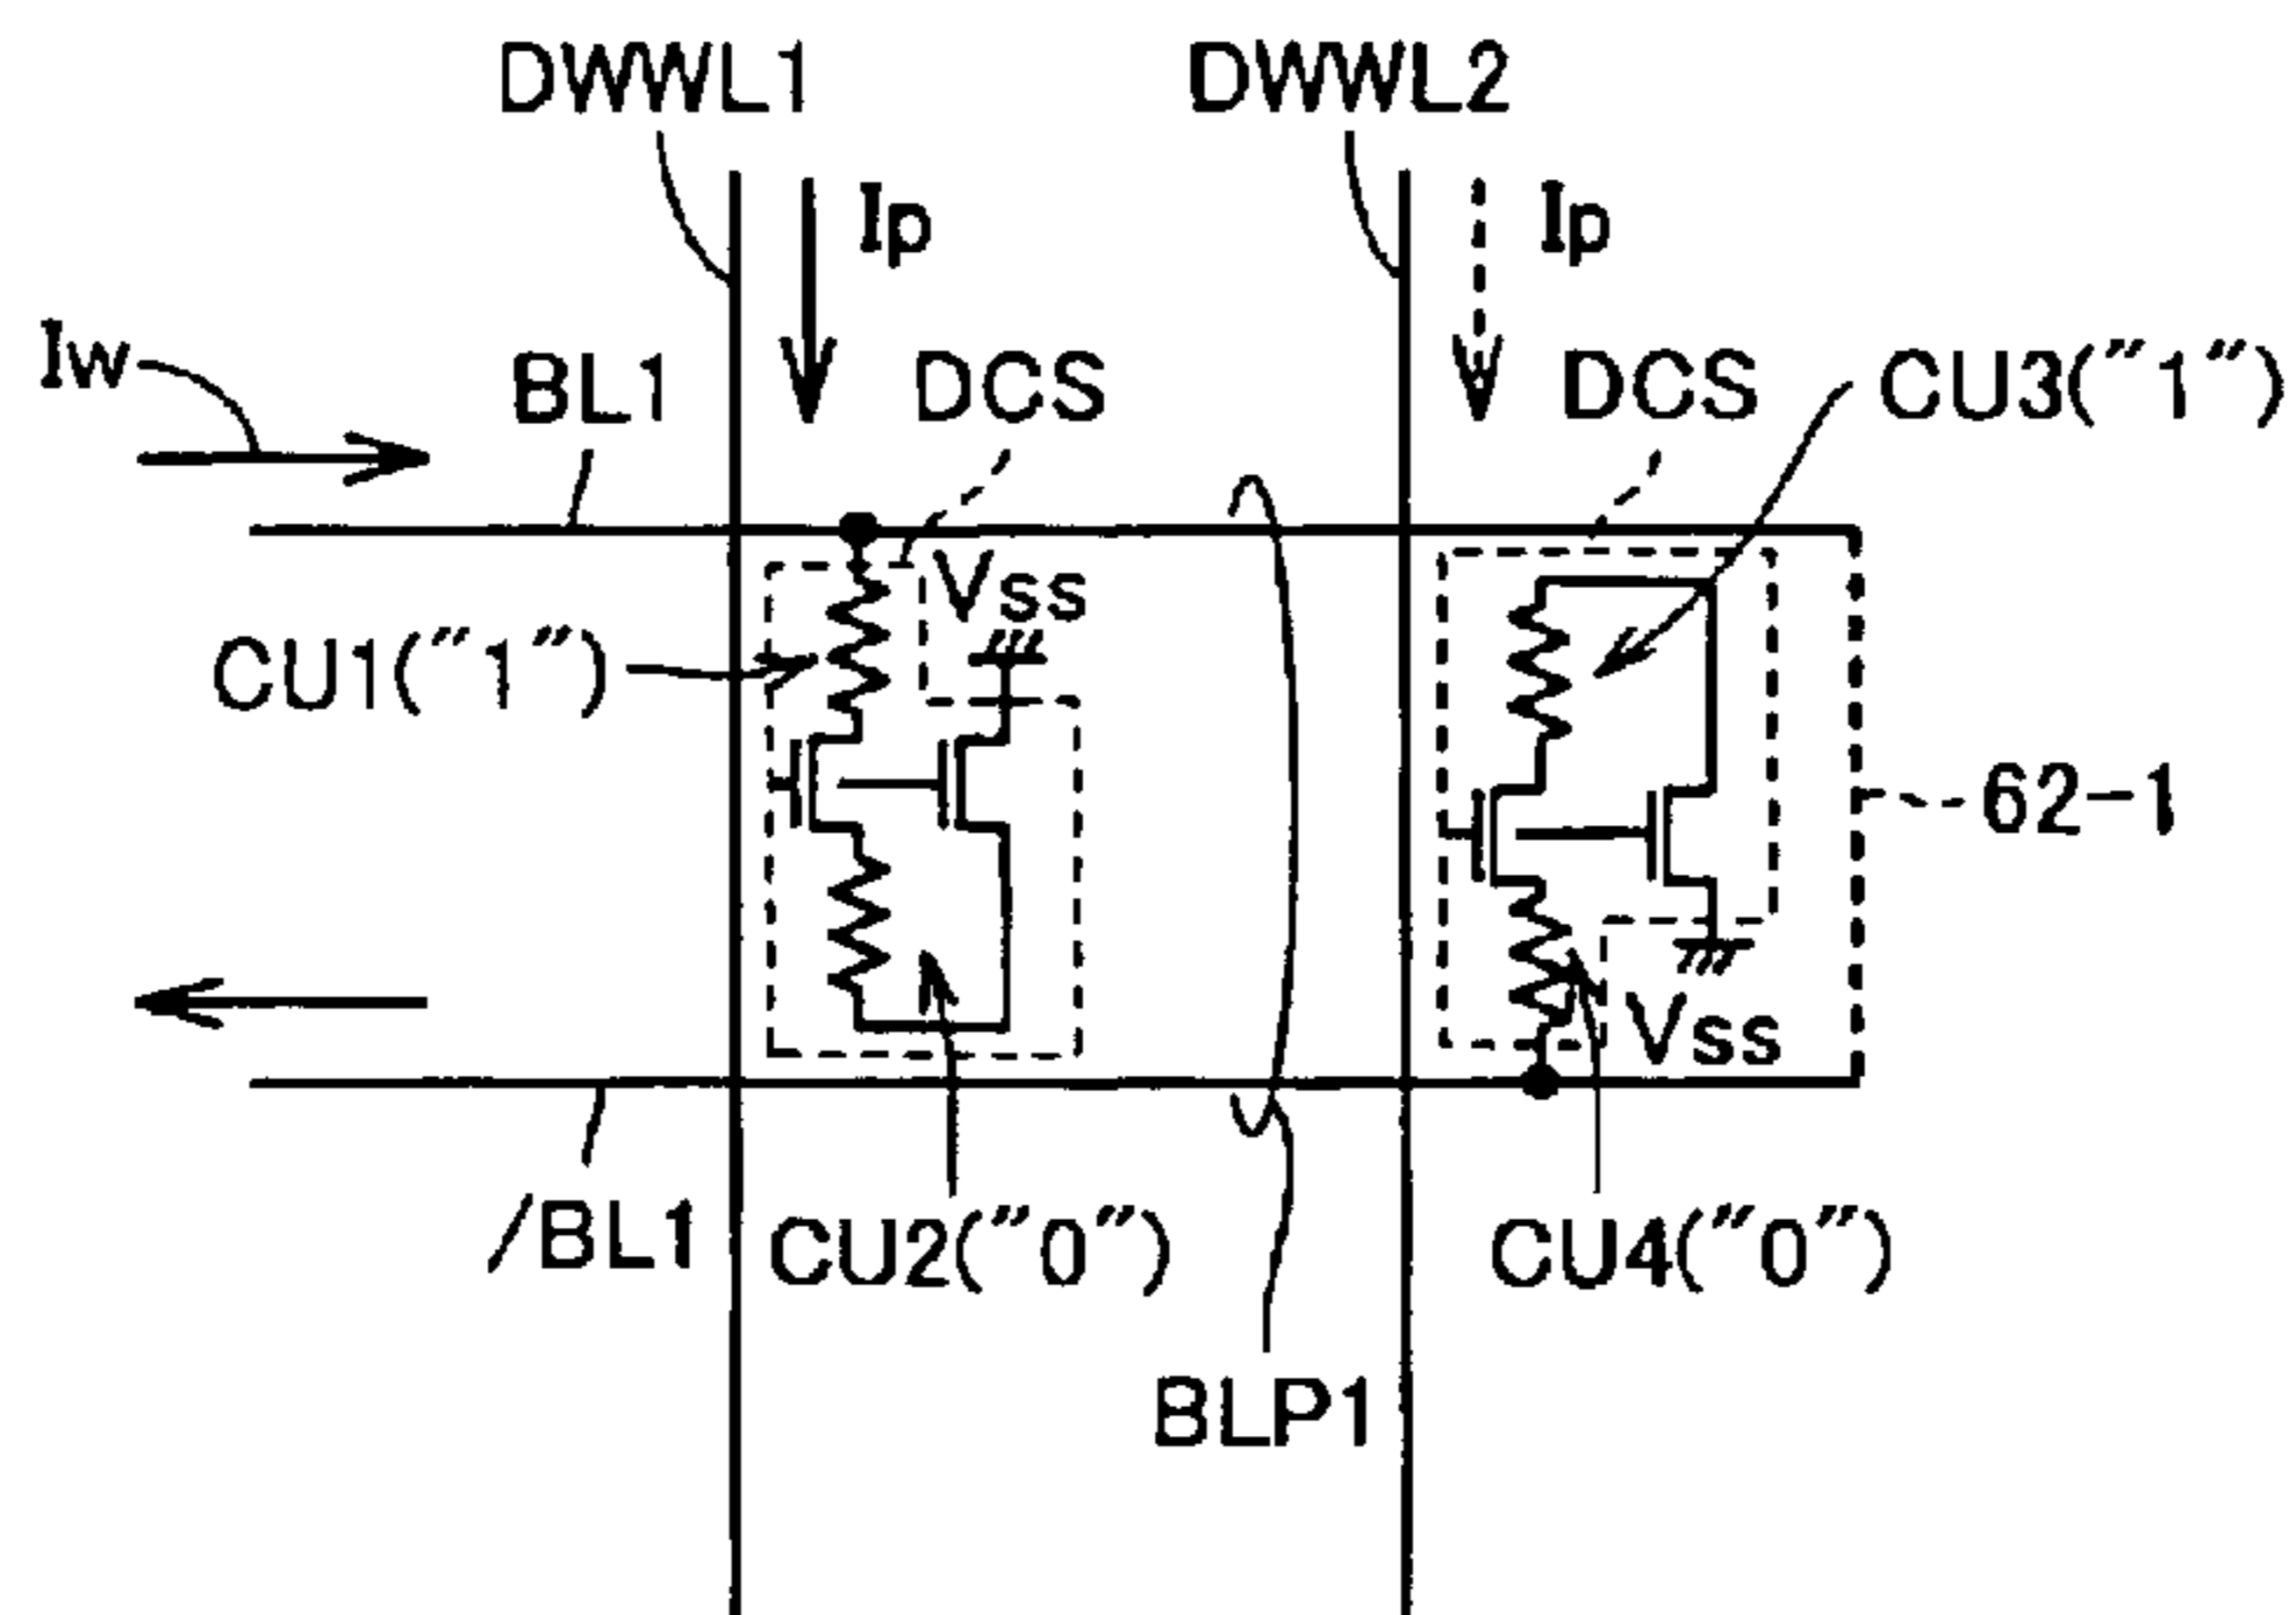 DWWL1 DWWL2
Ip Ip
Iw BL1 DCS DCS CU3("1")
Vss
CU1("1")
62-1
Vss
/BL1 CU2("0") CU4("0")
BLP1